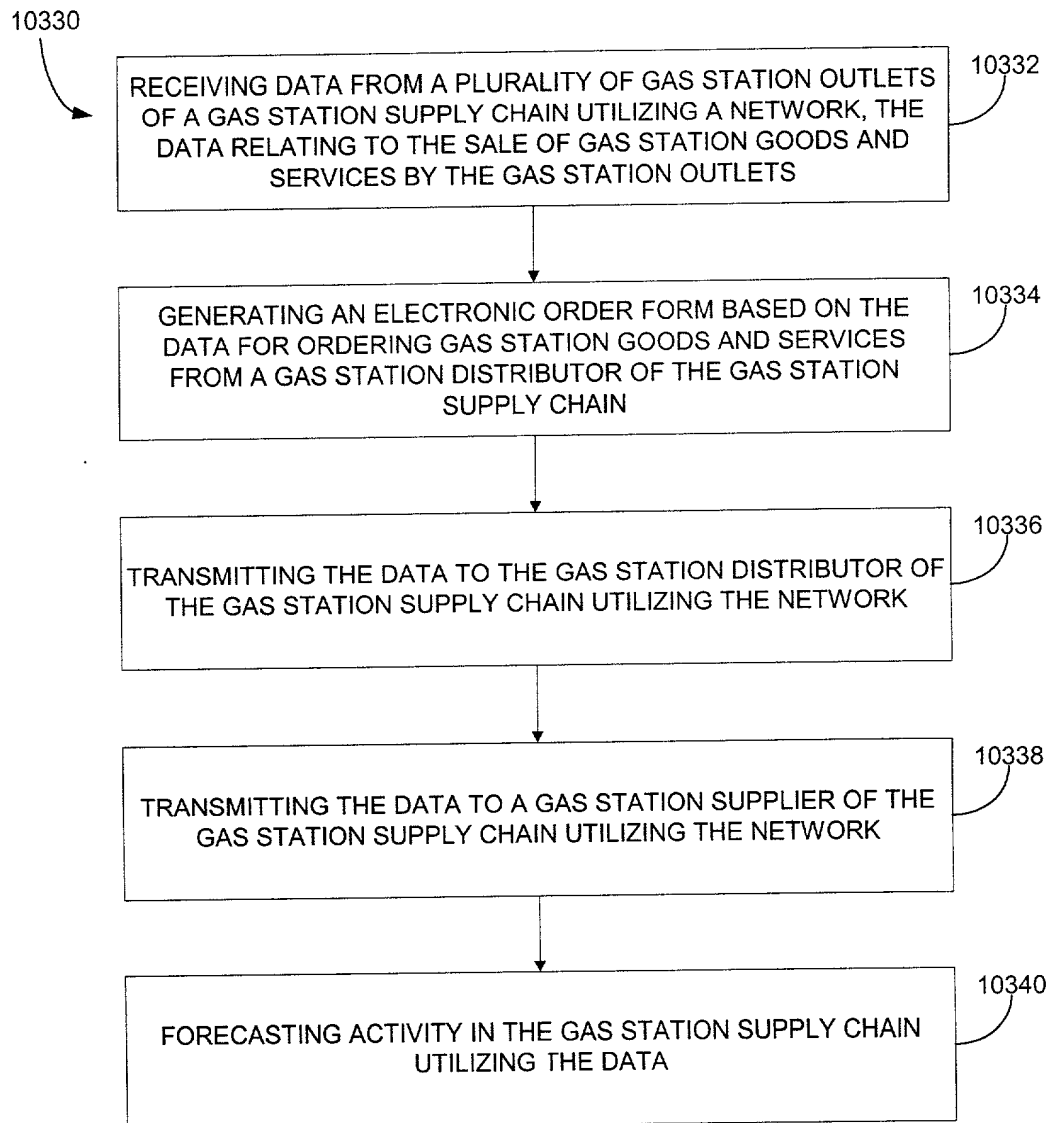 10330
RECEIVING DATA FROM A PLURALITY OF GAS STATION OUTLETS
OF A GAS STATION SUPPLY CHAIN UTILIZING A NETWORK, THE
DATA RELATING TO THE SALE OF GAS STATION GOODS AND
SERVICES BY THE GAS STATION OUTLETS
10332
GENERATING AN ELECTRONIC ORDER FORM BASED ON THE
DATA FOR ORDERING GAS STATION GOODS AND SERVICES
FROM A GAS STATION DISTRIBUTOR OF THE GAS STATION
SUPPLY CHAIN
10334
TRANSMITTING THE DATA TO THE GAS STATION DISTRIBUTOR OF
THE GAS STATION SUPPLY CHAIN UTILIZING THE NETWORK
10336
TRANSMITTING THE DATA TO A GAS STATION SUPPLIER OF THE
GAS STATION SUPPLY CHAIN UTILIZING THE NETWORK
10338
FORECASTING ACTIVITY IN THE GAS STATION SUPPLY CHAIN
UTILIZING THE DATA
10340